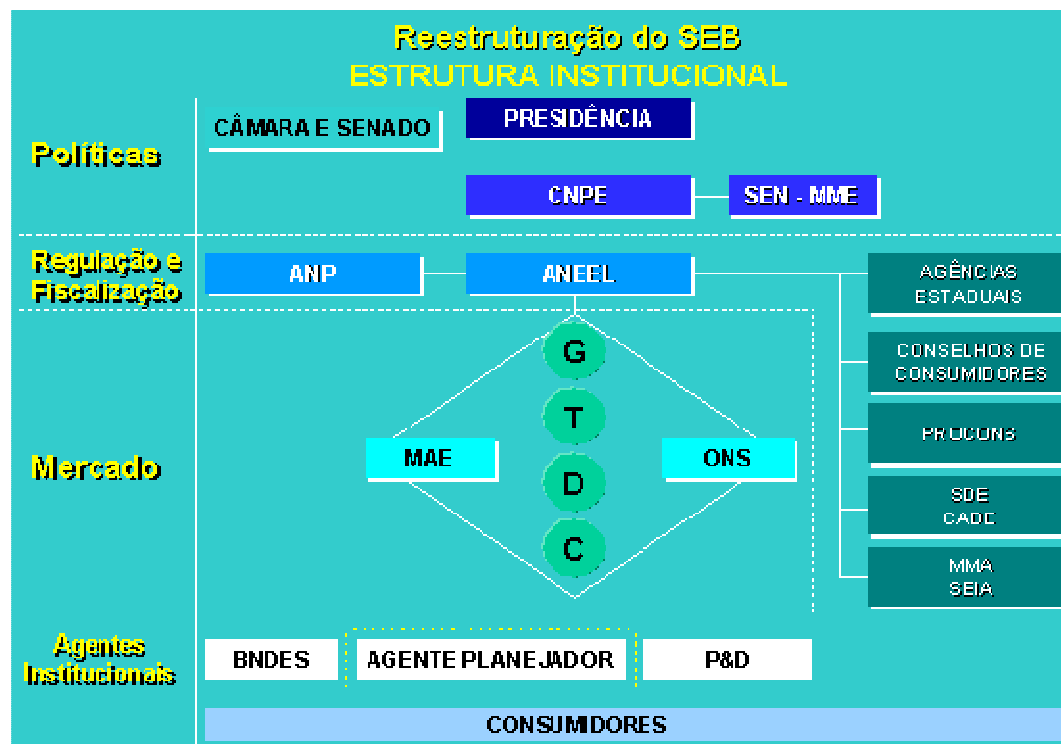 Reestruturação do SEB
ESTRUTURA INSTITUCIONAL
Políticas
CÂMARA E SENADO
PRESIDÊNCIA
CNPE
SEN - MME
Regulação e
Fiscalização
ANP
ANEEL
AGÊNCIAS
ESTADUAIS
Mercado
G
T
D
C
MAE
ONS
CONSELHOS DE
CONSUMIDORES
PROCONS
SDE
CADE
MMA
SEIA
Agentes
Institucionais
BNDES
AGENTE PLANEJADOR
P&D
CONSUMIDORES